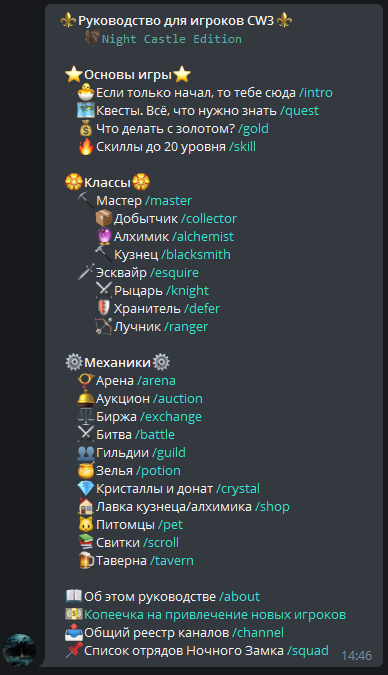 Руководство для игроков CW3
Night Castle Edition
Основы игры
Если только начал, то тебе сюда /intro
Квесты. Всё, что нужно знать /quest
Что делать с золотом? /gold
Скиллы до 20 уровня /skill
Классы
Мастер /master
Добытчик /collector
Алхимик /alchemist
Кузнец /blacksmith
Эсквайр /esquire
Рыцарь /knight
Хранитель /defer
Лучник /ranger
Механики
Арена /arena
Аукцион /auction
Биржа /exchange
Битва /battle
Гильдии /guild
Зелья /potion
Кристаллы и донат /crystal
Лавка кузнеца/алхимика /shop
Питомцы /pet
Свитки /scroll
Таверна /tavern
Об этом руководстве /about
Копеечка на привлечение новых игроков
Общий реестр каналов /channel
Список отрядов Ночного Замка /squad
14:46